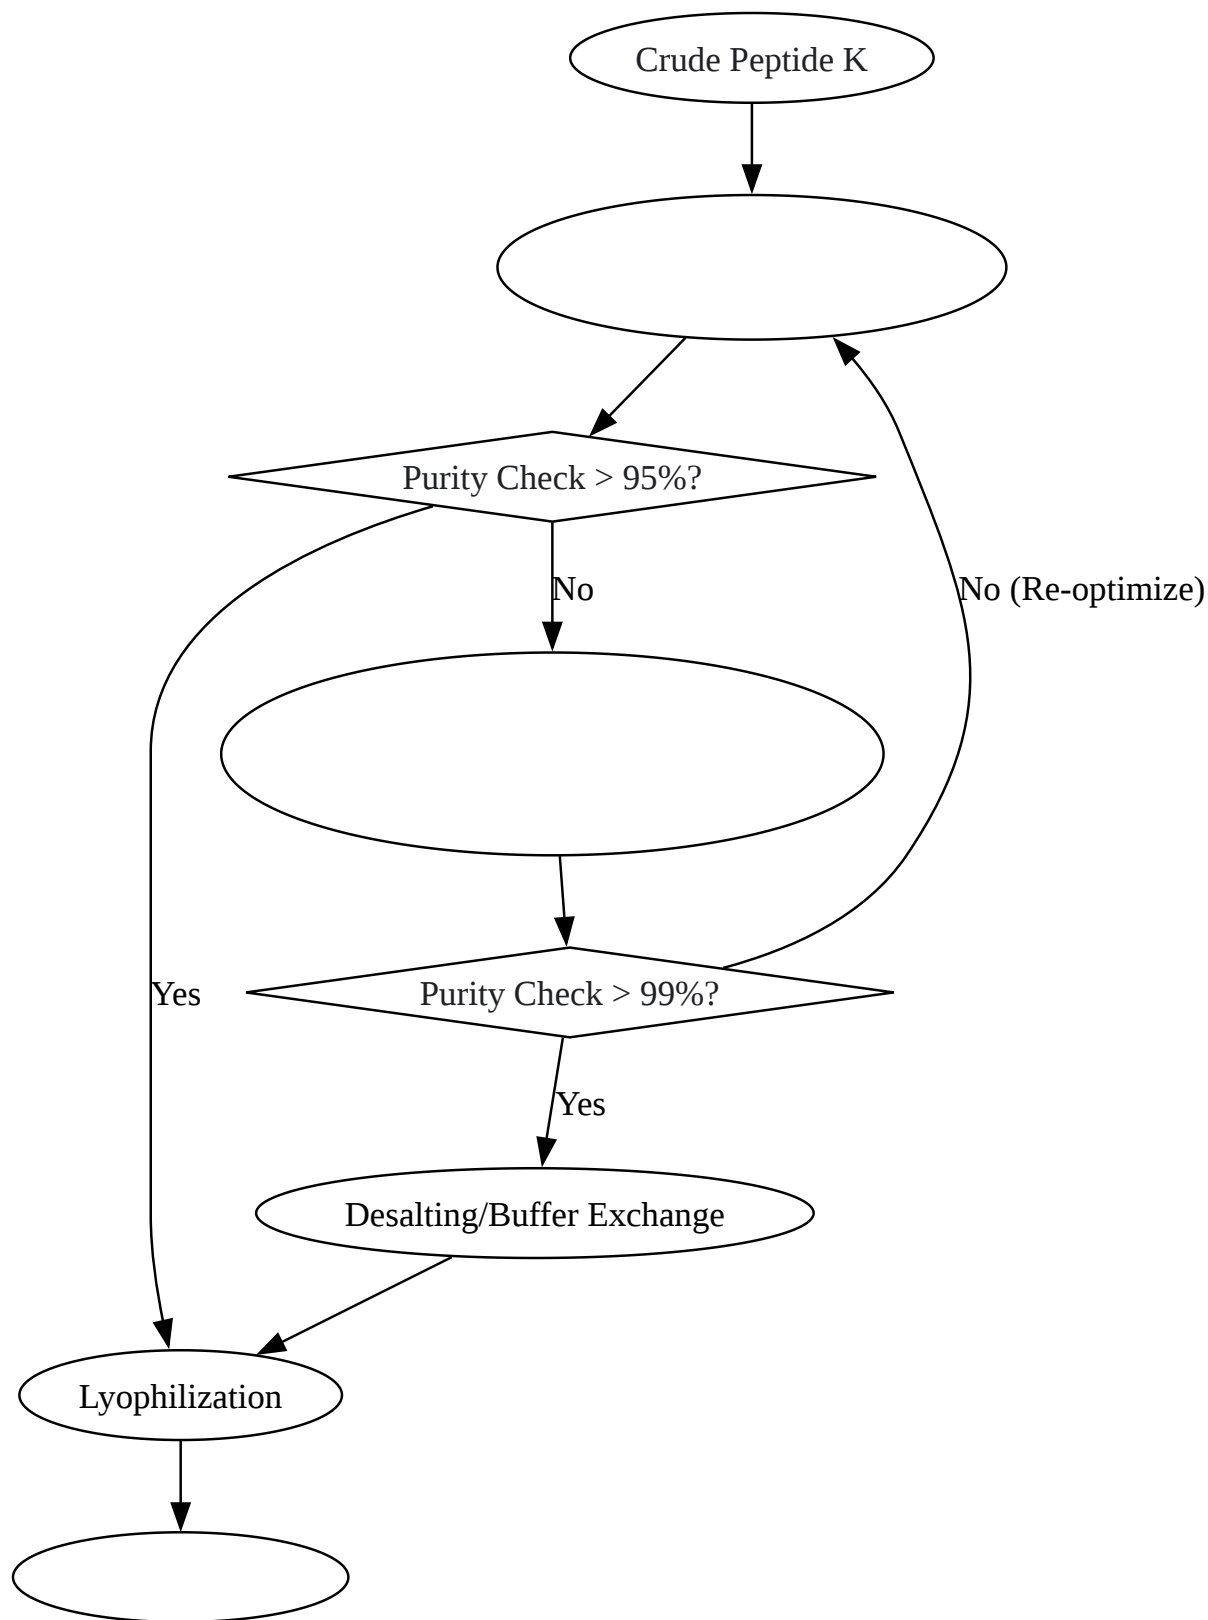 Crude Peptide K
Purity Check > 95%?
No
No (Re-optimize)
Yes
Purity Check > 99%?
Yes
Desalting/Buffer Exchange
Lyophilization